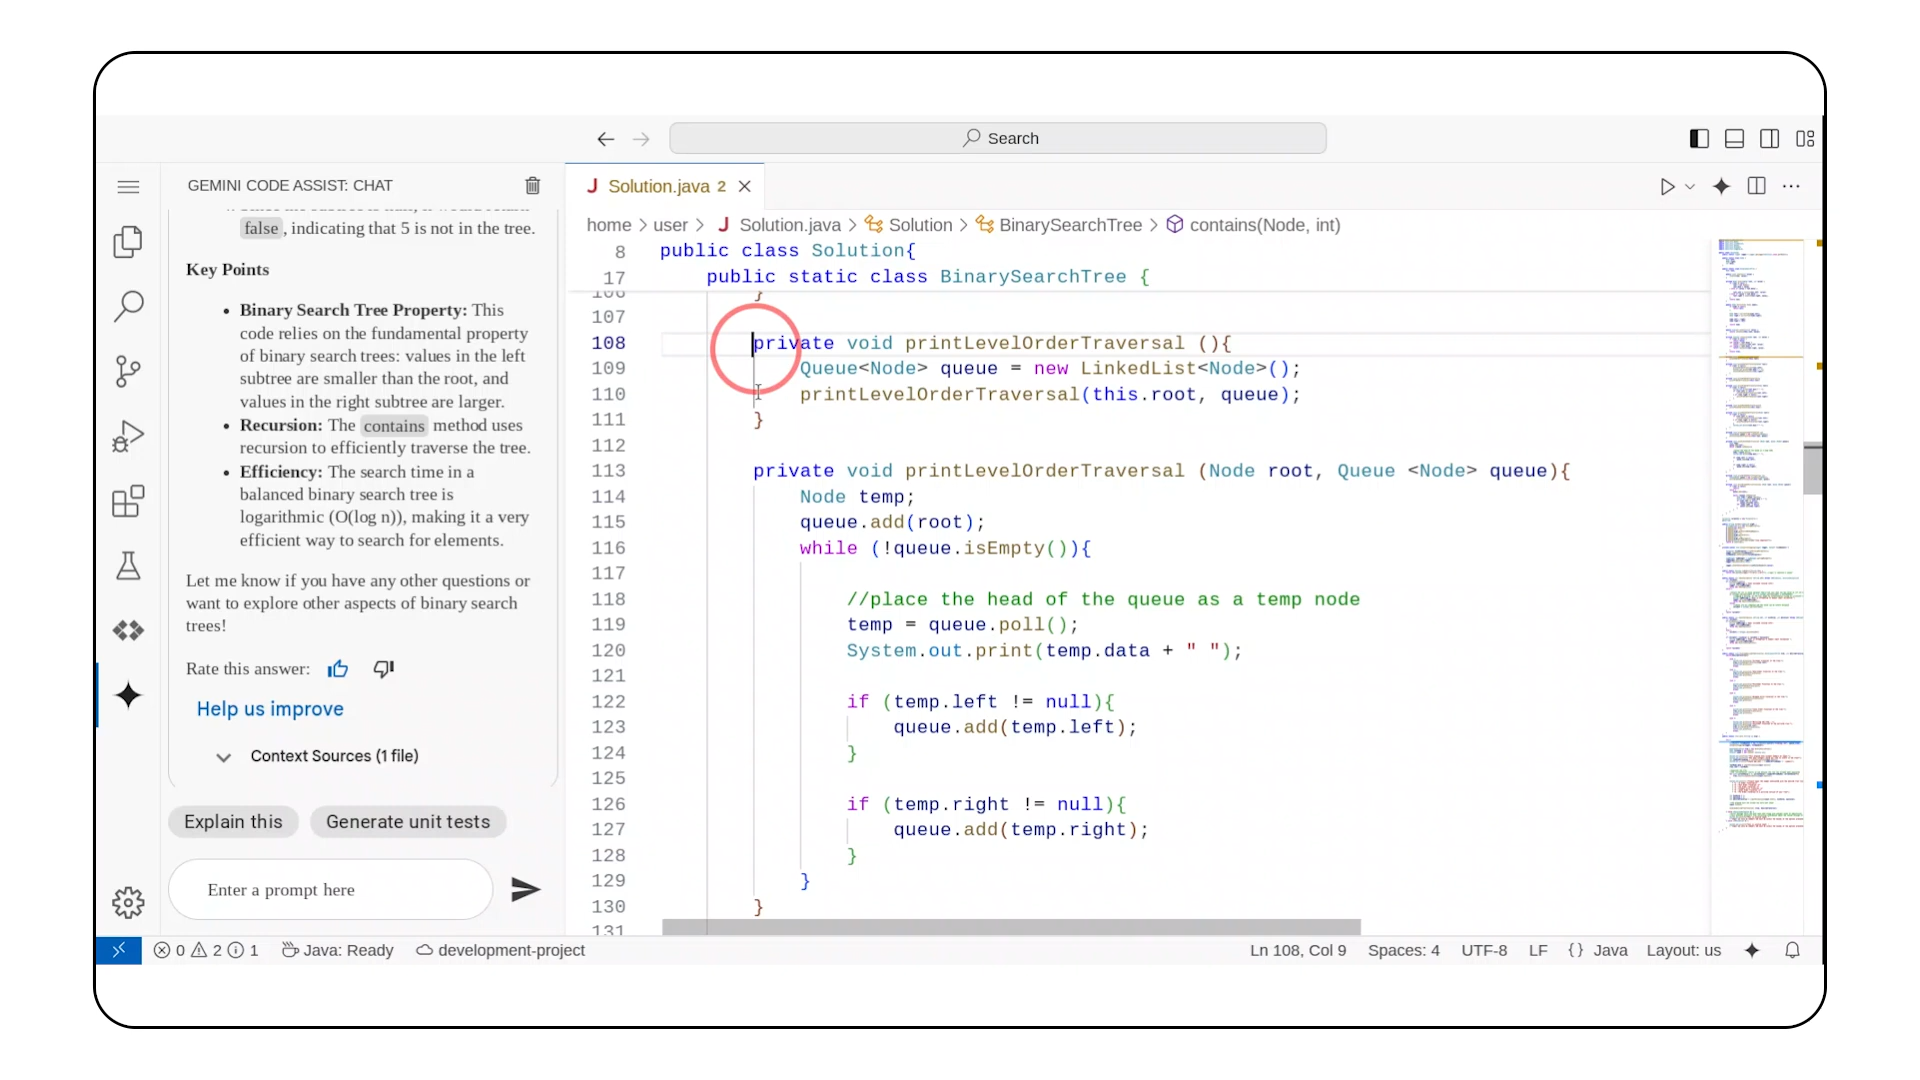 Search
GEMINI CODE ASSIST: CHAT
false , indicating that 5 is not in the tree.
Key Points
• Binary Search Tree Property: This
code relies on the fundamental property
of binary search trees: values in the left
subtree are smaller than the root, and
values in the right subtree are larger.
• Recursion: The contains method uses
recursion to efficiently traverse the tree.
• Efficiency: The search time in a
balanced binary search tree is
logarithmic (O(log n)), making it a very
efficient way to search for elements.
Let me know if you have any other questions or
want to explore other aspects of binary search
trees!
Rate this answer:
Help us improve
Context Sources (1 file)
Explain this
Generate unit tests
Enter a prompt here
J Solution.java 2
home > user > J Solution.java > Solution > BinarySearchTree > contains(Node, int)
8 public class Solution{
17 public static class BinarySearchTree {
106 }
107
108 private void printLevelOrderTraversal (){
109 Queue<Node> queue = new LinkedList<Node>();
110 printLevelOrderTraversal(this.root, queue);
111 }
112
113 private void printLevelOrderTraversal (Node root, Queue <Node> queue){
114 Node temp;
115 queue.add(root);
116 while (!queue.isEmpty()){
117
118 //place the head of the queue as a temp node
119 temp = queue.poll();
120 System.out.print(temp.data + " ");
121
122 if (temp.left != null){
123 queue.add(temp.left);
124 }
125
126 if (temp.right != null){
127 queue.add(temp.right);
128 }
129 }
130 }
131
0 2 1 Java: Ready development-project
Ln 108, Col 9 Spaces: 4 UTF-8 LF {} Java Layout: us